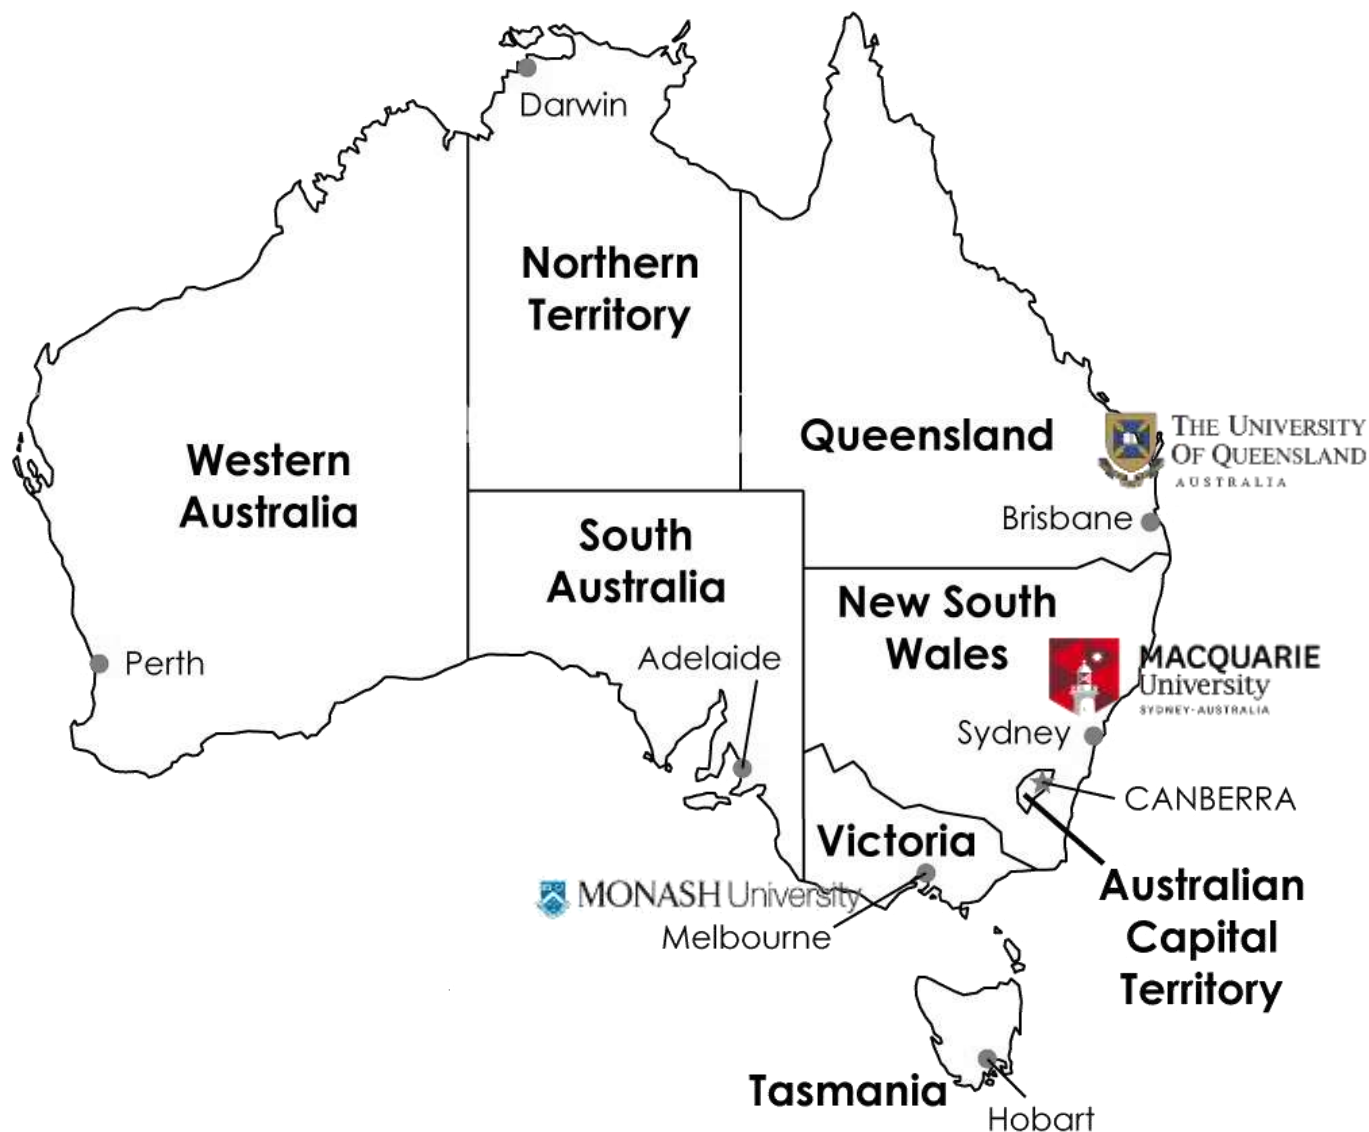 Darwin
Northern
Territory
Queensland
THE UNIVERSITY
OF QUEENSLAND
AUSTRALIA
Western
Australia
Brisbane
South
Australia
New South
Wales
Adelaide
MACQUARIE
University
SYDNEY-AUSTRALIA
Perth
Sydney
CANBERRA
Victoria
MONASH University
Melbourne
Australian
Capital
Territory
Tasmania
Hobart